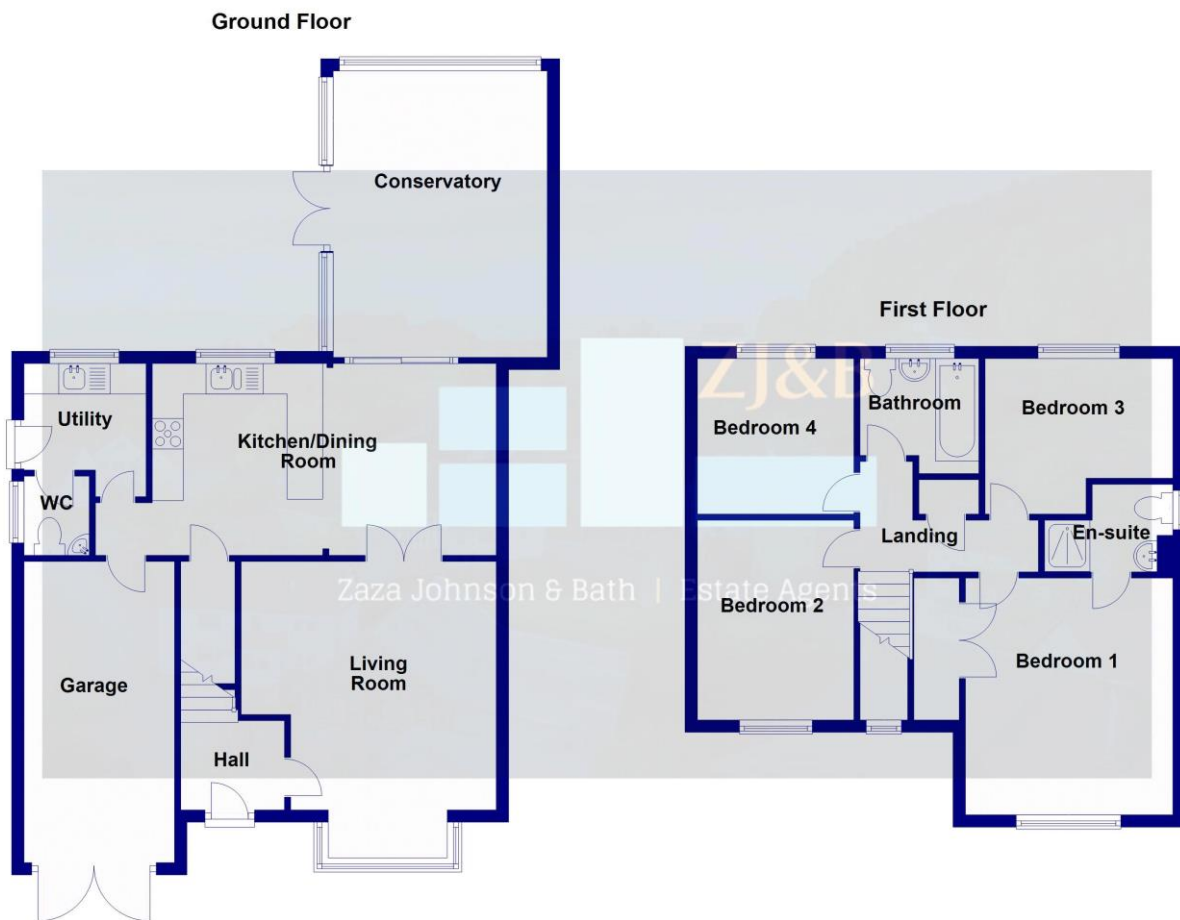 Ground Floor
Conservatory
Utility
WC
Kitchen/Dining
Room
Garage
Hall
Living
Room
First Floor
ZJ&B
Bedroom 4
Bathroom
Bedroom 3
Landing
En-suite
Bedroom 2
Bedroom 1
Zaza Johnson & Bath | Estate Agents